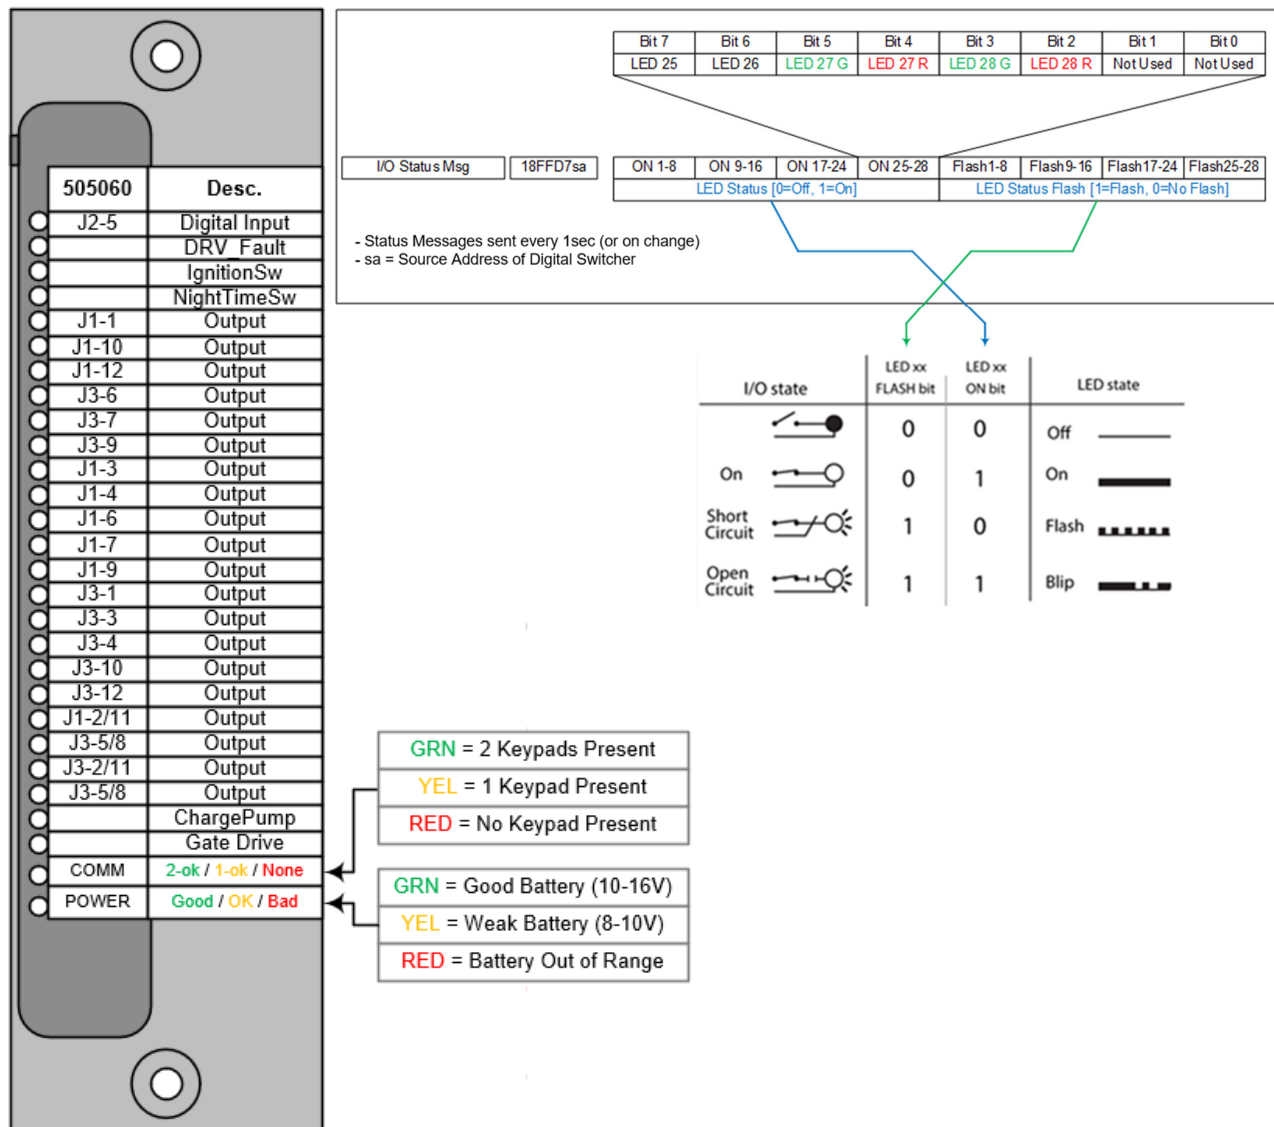 Bit 7 Bit 6 Bit 5 Bit 4 Bit 3 Bit 2 Bit 1 Bit 0
LED 25 LED 26 LED 27 G LED 27 R LED 28 G LED 28 R Not Used Not Used
I/O Status Msg 18FFD7sa ON 1-8 ON 9-16 ON 17-24 ON 25-28 Flash1-8 Flash9-16 Flash17-24 Flash25-28
LED Status [0=Off, 1=On] LED Status Flash [1=Flash, 0=No Flash]
- Status Messages sent every 1sec (or on change)
- sa = Source Address of Digital Switcher
505060 Desc.
J2-5 Digital Input
DRV_Fault
IgnitionSw
NightTimeSw
J1-1 Output
J1-10 Output
J1-12 Output
J3-6 Output
J3-7 Output
J3-9 Output
J1-3 Output
J1-4 Output
J1-6 Output
J1-7 Output
J1-9 Output
J3-1 Output
J3-3 Output
J3-4 Output
J3-10 Output
J3-12 Output
J1-2/11 Output
J3-5/8 Output
J3-2/11 Output
J3-5/8 Output
ChargePump
Gate Drive
COMM 2-ok / 1-ok / None
POWER Good / OK / Bad
I/O state LED xx FLASH bit LED xx ON bit LED state
0 0 Off
On 0 1 On
Short Circuit 1 0 Flash
Open Circuit 1 1 Blip
GRN = 2 Keypads Present
YEL = 1 Keypad Present
RED = No Keypad Present
GRN = Good Battery (10-16V)
YEL = Weak Battery (8-10V)
RED = Battery Out of Range